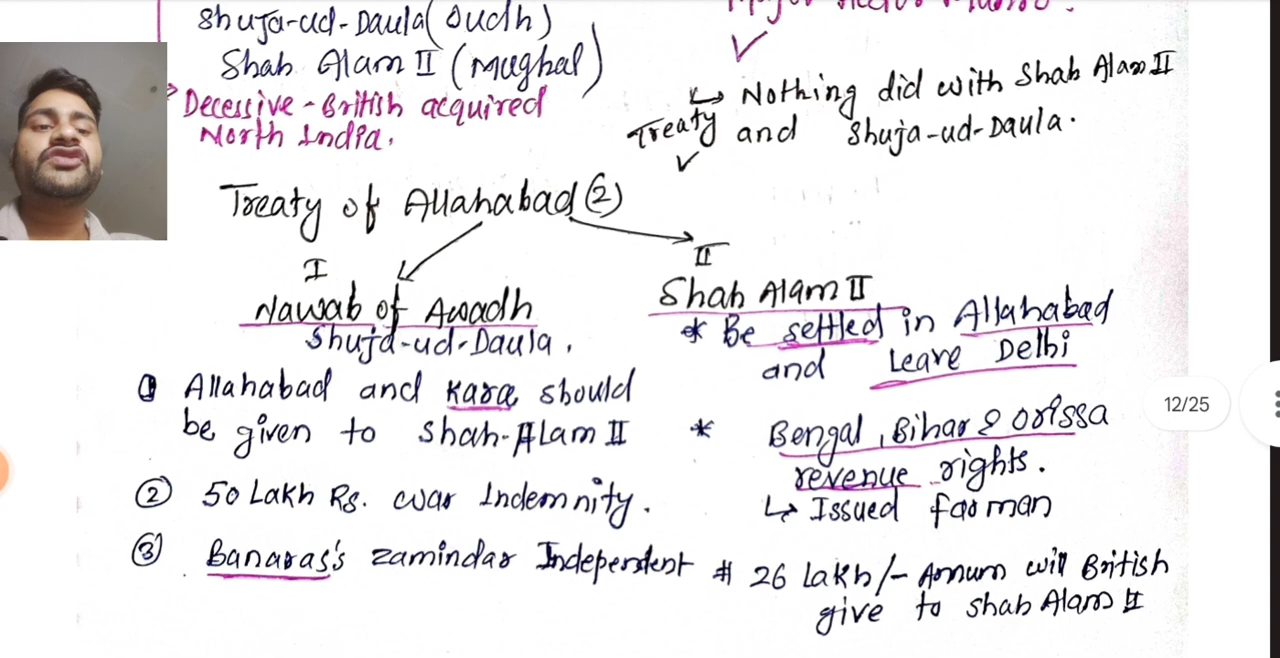 Shuja-ud-Daula(Oudh)
Shah Alam II (Mughal)
Decessive - British acquired
North India.
↳ Nothing did with Shah Alam II
Treaty and Shuja-ud-Daula.
Treaty of Allahabad (2)
I
Nawab of Awadh
Shuja-ud-Daula.
① Allahabad and Kara should
be given to Shah-Alam II
② 50 Lakh Rs. war Indemnity.
③ Banaras's zamindar Independent
II
Shah Alam II
* Be settled in Allahabad
and Leave Delhi
* Bengal, Bihar & Orissa
revenue rights.
↳ Issued farman
# 26 lakh/- Annum will British
give to Shah Alam II
12/25